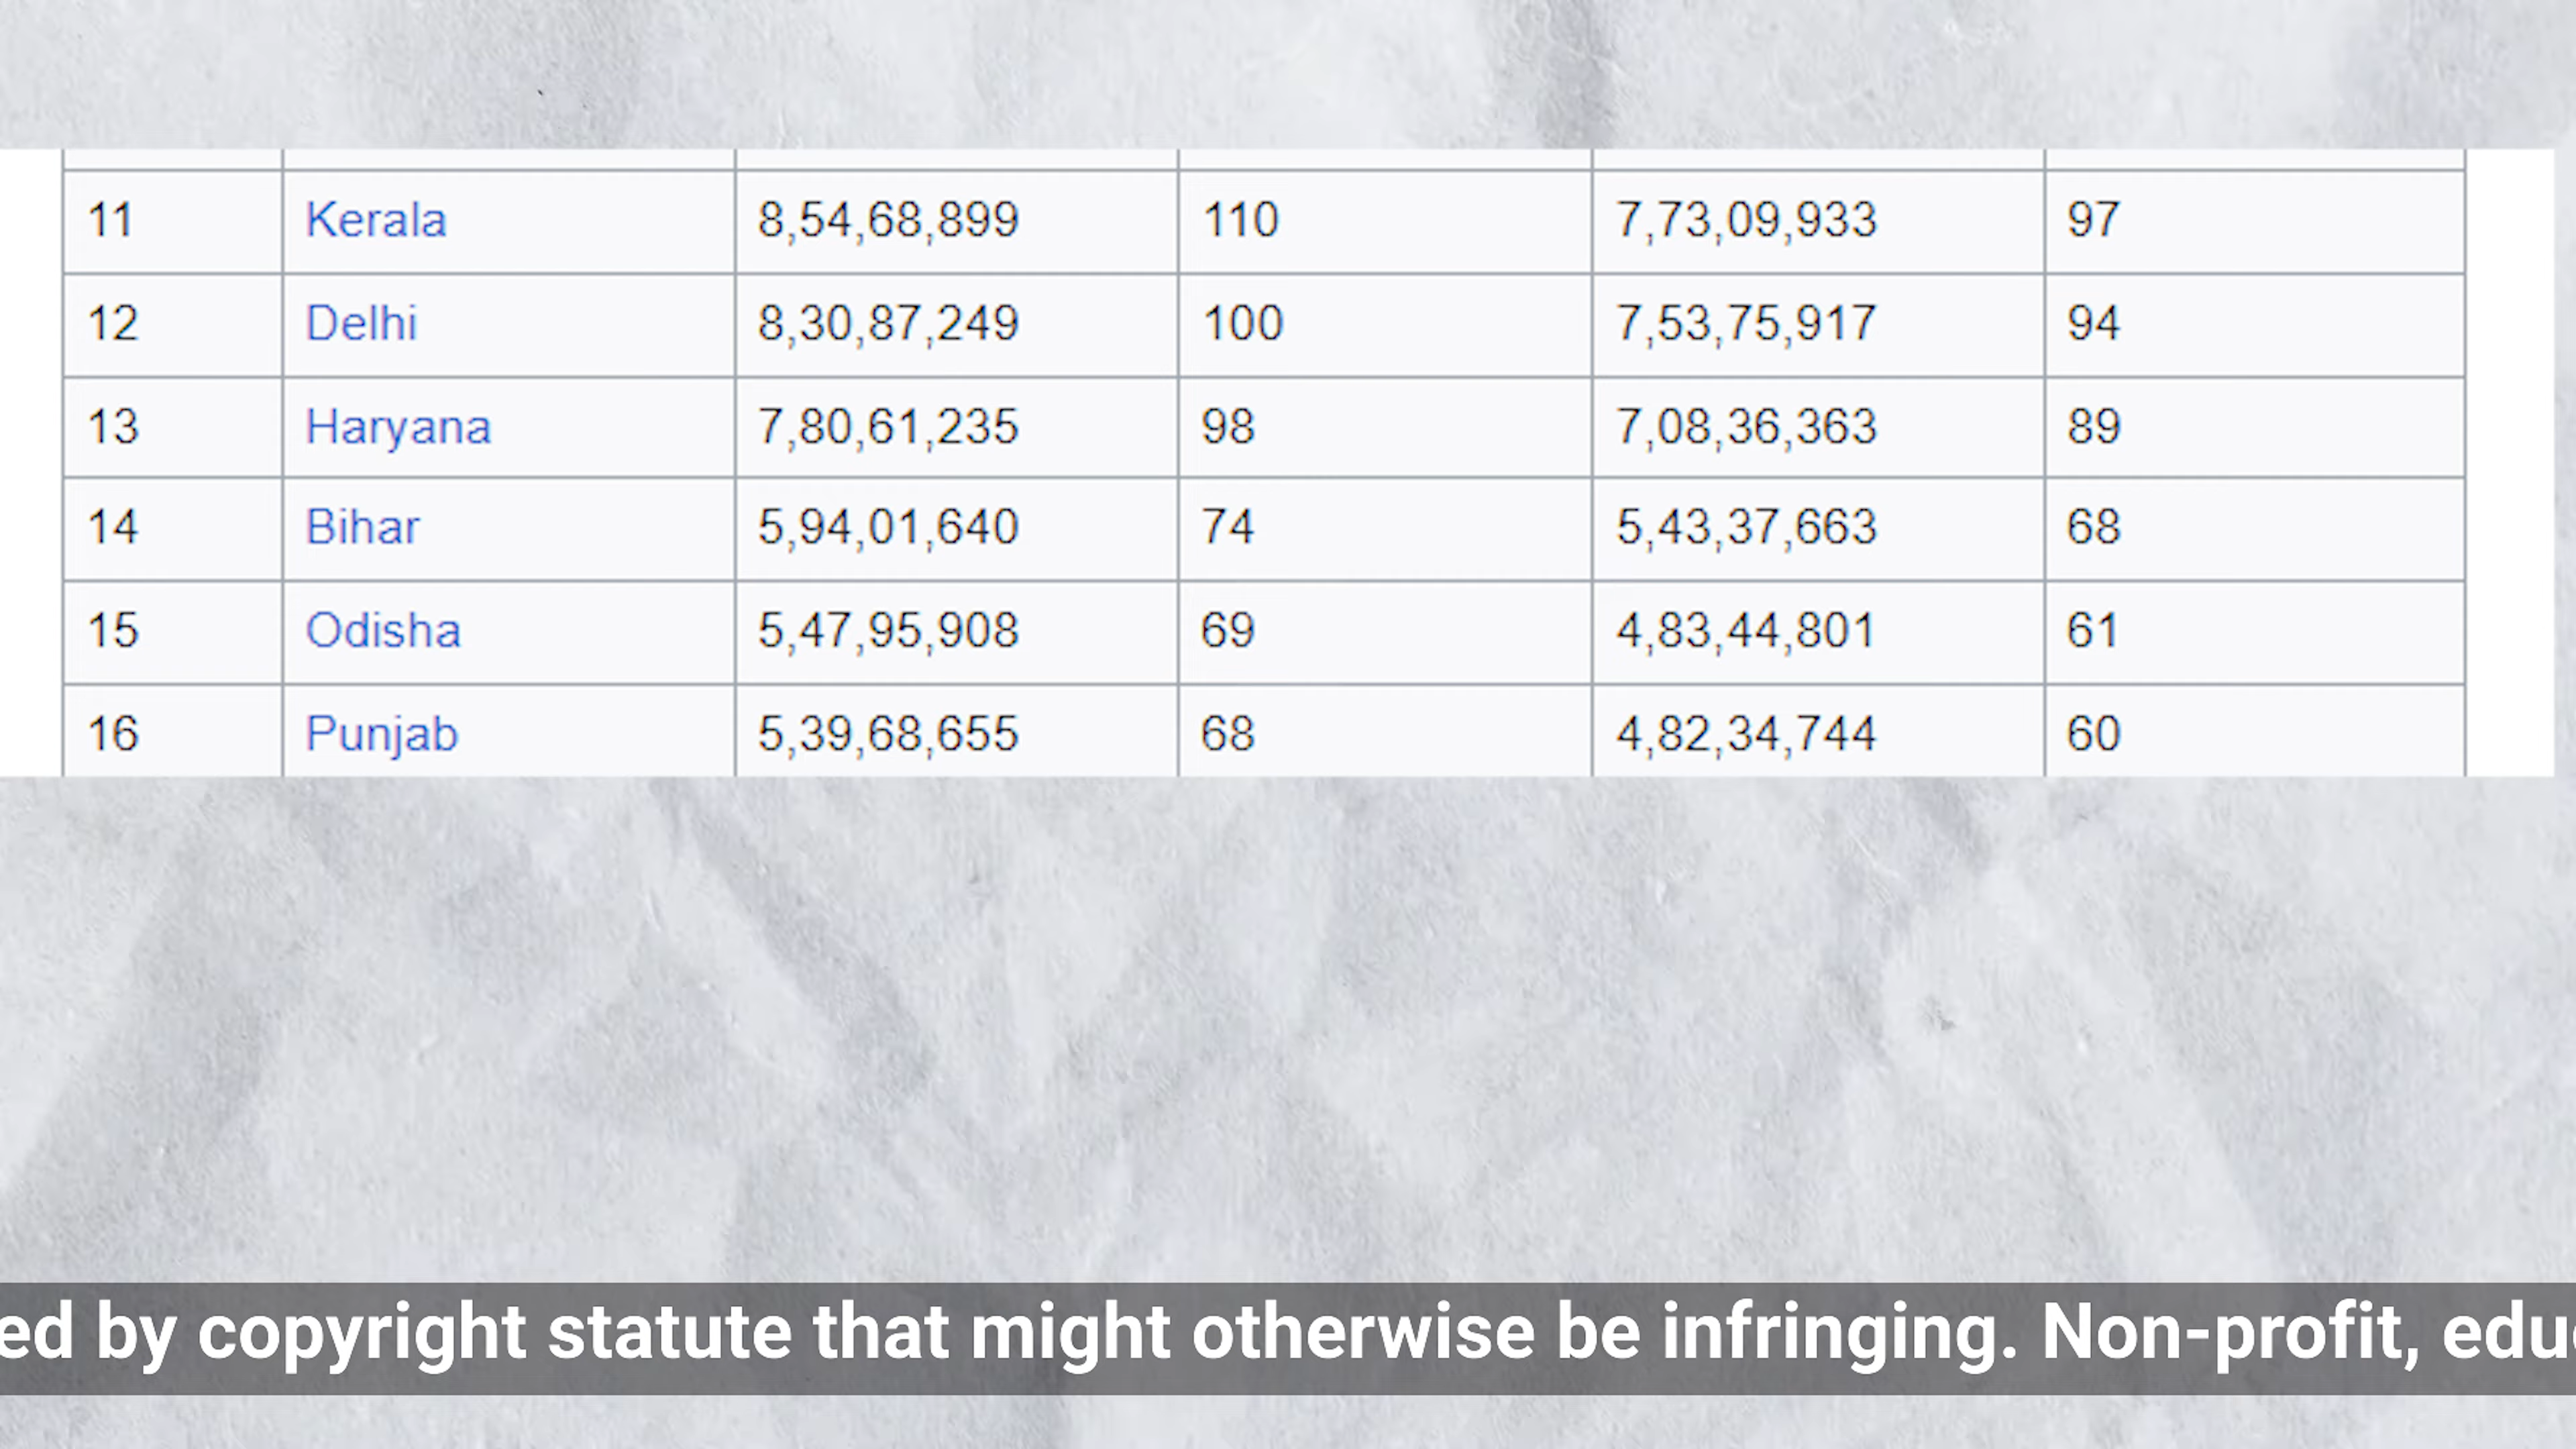 11 Kerala 8,54,68,899 110 7,73,09,933 97
12 Delhi 8,30,87,249 100 7,53,75,917 94
13 Haryana 7,80,61,235 98 7,08,36,363 89
14 Bihar 5,94,01,640 74 5,43,37,663 68
15 Odisha 5,47,95,908 69 4,83,44,801 61
16 Punjab 5,39,68,655 68 4,82,34,744 60
ed by copyright statute that might otherwise be infringing. Non-profit, edu